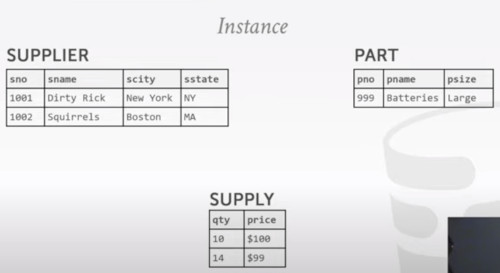 Instance
SUPPLIER
sno sname scity sstate
1001 Dirty Rick New York NY
1002 Squirrels Boston MA
PART
pno pname psize
999 Batteries Large
SUPPLY
qty price
10 $100
14 $99